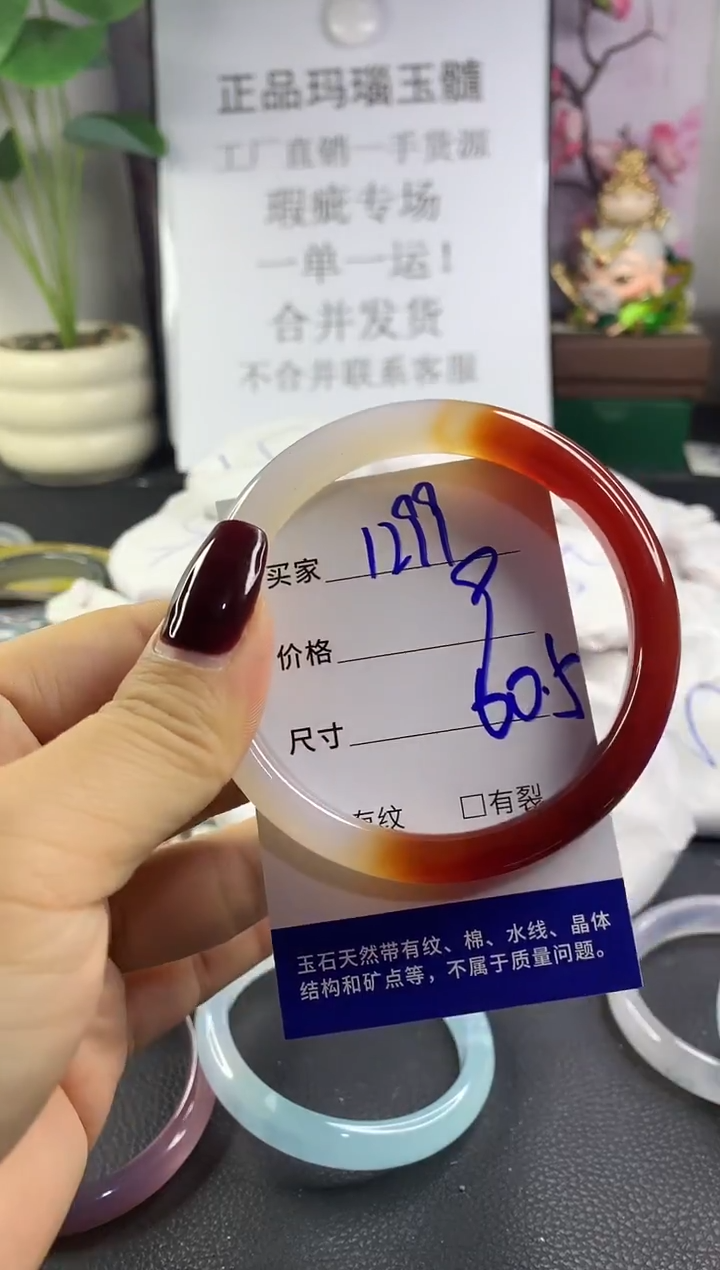 正品玛瑙玉髓
工厂直销一手货源
瑕疵专场
一单一运!
合并发货
不合并联系客服
买家 1299
价格
尺寸 60.5
有纹 □有裂
玉石天然带有纹、棉、水线、晶体
结构和矿点等，不属于质量问题。